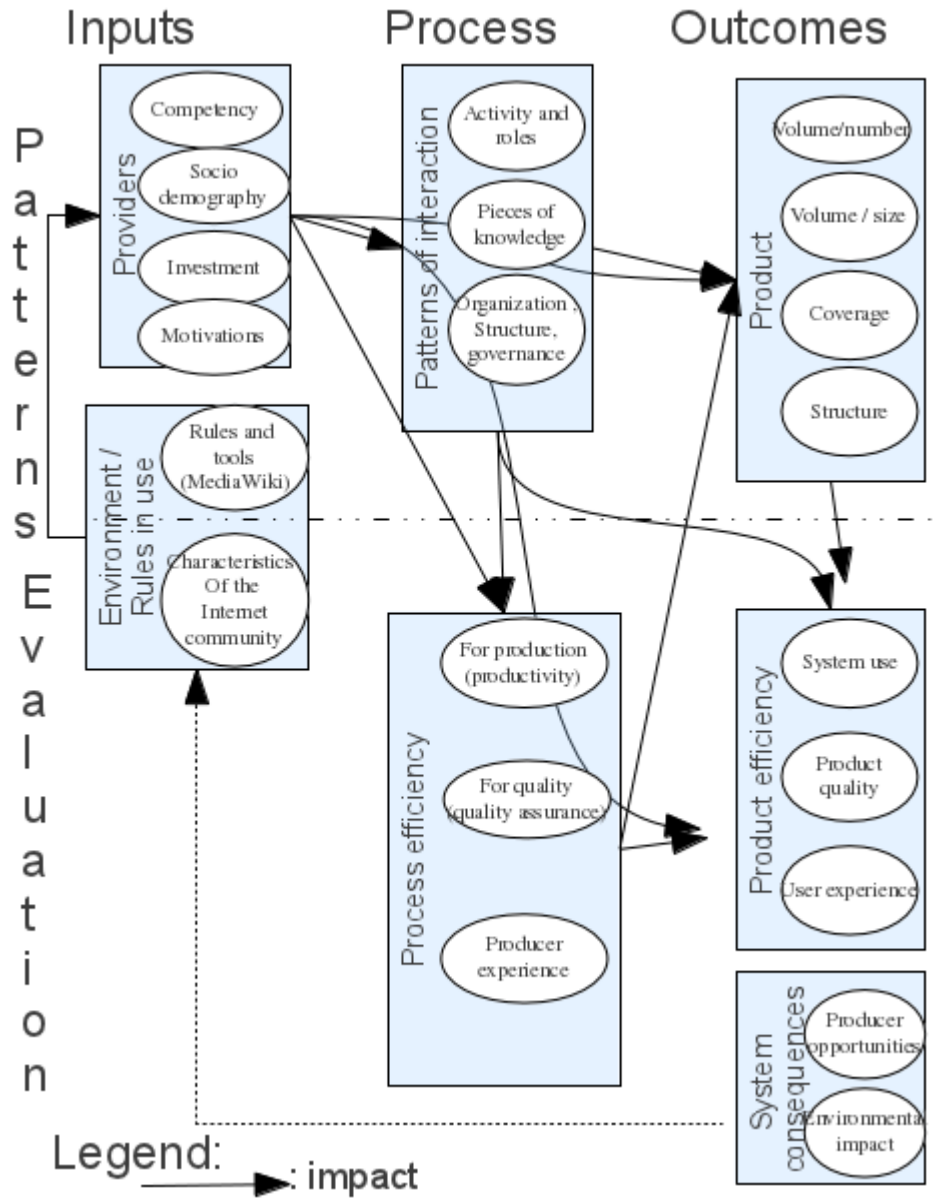 Inputs
Process
Outcomes
Patterns
Evaluation
Providers
Competency
Socio
demography
Investment
Motivations
Environment /
Rules in use
Rules and
tools
(MediaWiki)
Characteristics
Of the
Internet
community
Patterns of interaction
Activity and
roles
Pieces of
knowledge
Organization ,
Structure,
governance
Process efficiency
For production
(productivity)
For quality
(quality assurance)
Producer
experience
Product
Volume/number
Volume / size
Coverage
Structure
Product efficiency
System use
Product
quality
User experience
System
consequences
Producer
opportunities
Environmental
impact
Legend:
: impact